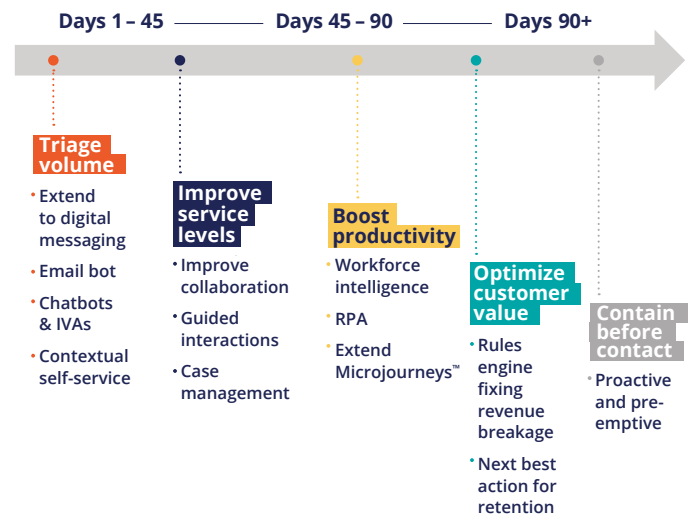 Days 1 – 45
Days 45 – 90
Days 90+
Triage
volume
• Extend
to digital
messaging
• Email bot
• Chatbots
& IVAs
• Contextual
self-service
Improve
service
levels
• Improve
collaboration
• Guided
interactions
• Case
management
Boost
productivity
• Workforce
intelligence
• RPA
• Extend
Microjourneys™
Optimize
customer
value
• Rules
engine
fixing
revenue
breakage
• Next best
action for
retention
Contain
before
contact
• Proactive
and pre-
emptive